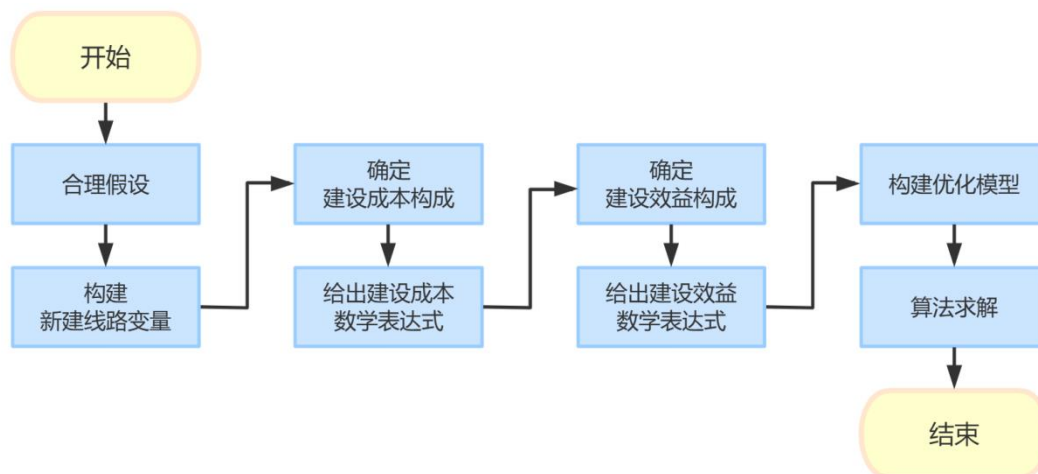 开始
合理假设
构建
新建线路变量
确定
建设成本构成
给出建设成本
数学表达式
确定
建设效益构成
给出建设效益
数学表达式
构建优化模型
算法求解
结束